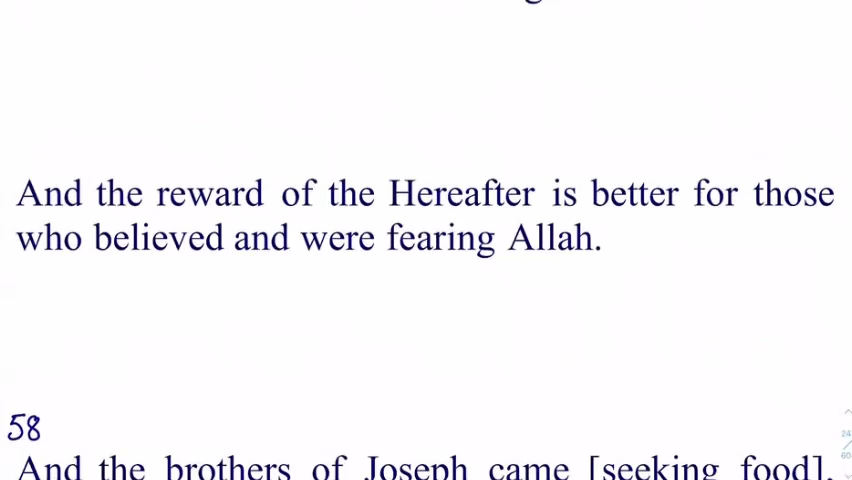 And the reward of the Hereafter is better for those
who believed and were fearing Allah.
58
And the brothers of Joseph came [seeking food],